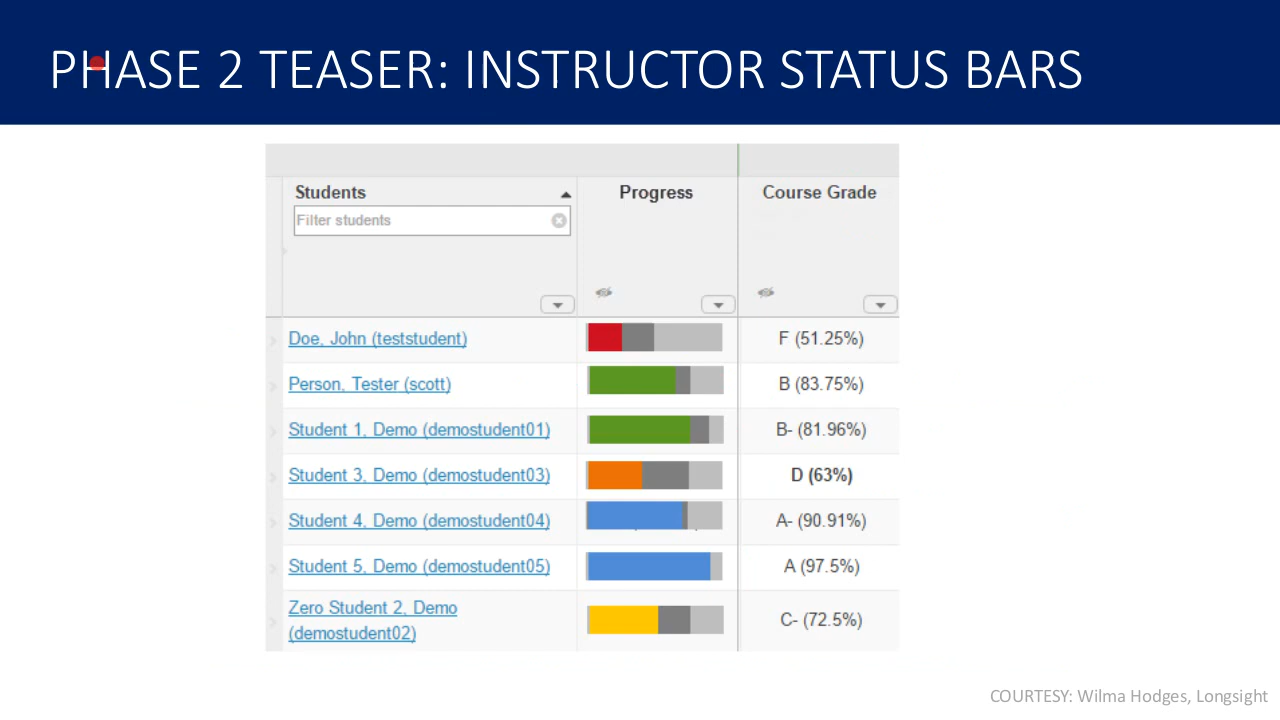 PHASE 2 TEASER: INSTRUCTOR STATUS BARS
Students Progress Course Grade
Filter students
Doe, John (teststudent) F (51.25%)
Person, Tester (scott) B (83.75%)
Student 1, Demo (demostudent01) B- (81.96%)
Student 3, Demo (demostudent03) D (63%)
Student 4, Demo (demostudent04) A- (90.91%)
Student 5, Demo (demostudent05) A (97.5%)
Zero Student 2, Demo
(demostudent02) C- (72.5%)
COURTESY: Wilma Hodges, Longsight